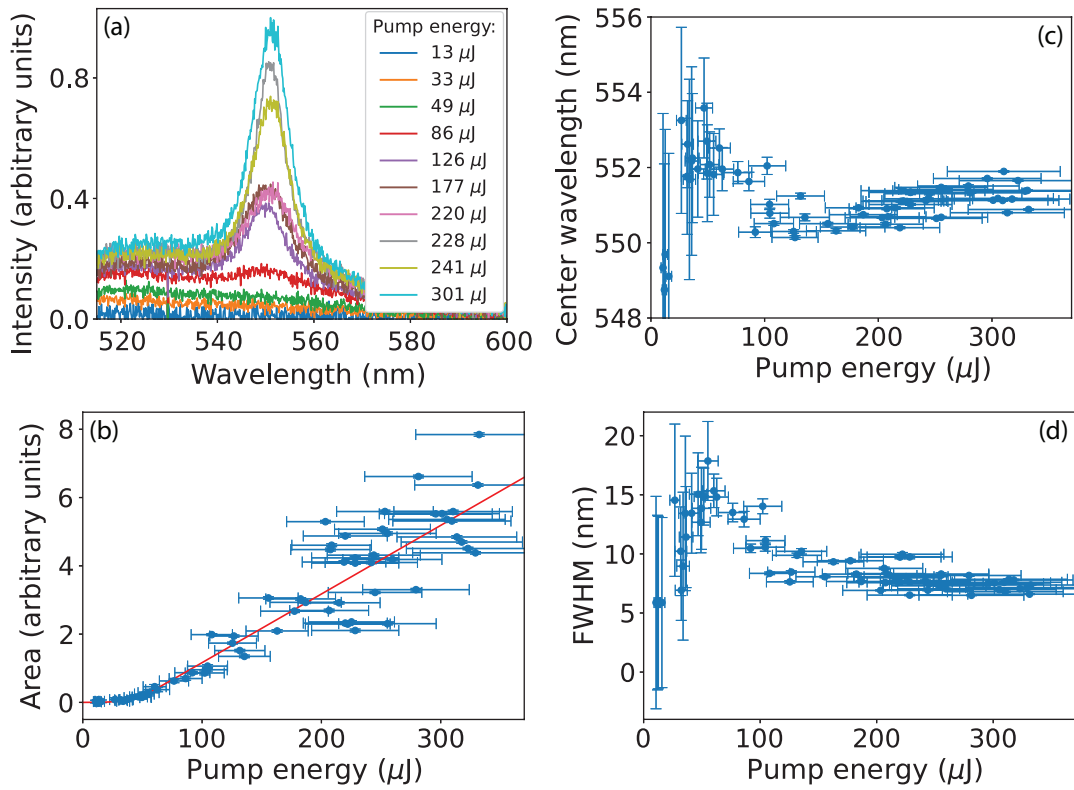 (a)
Pump energy:
13 μJ
33 μJ
49 μJ
86 μJ
126 μJ
177 μJ
220 μJ
228 μJ
241 μJ
301 μJ
0.8
0.4
0.0
Intensity (arbitrary units)
520 540 560 580 600
Wavelength (nm)
(c)
556
554
552
550
548
Center wavelength (nm)
0 100 200 300
Pump energy (μJ)
(b)
8
6
4
2
0
Area (arbitrary units)
0 100 200 300
Pump energy (μJ)
(d)
20
15
10
5
0
FWHM (nm)
0 100 200 300
Pump energy (μJ)